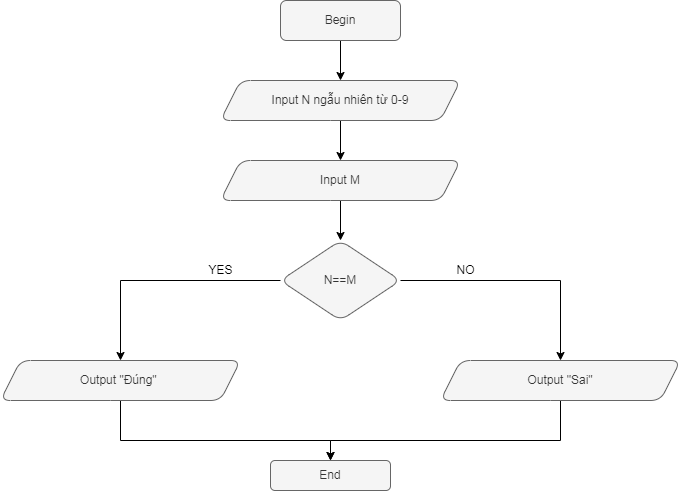 Begin
Input N ngẫu nhiên từ 0-9
Input M
N==M
YES
NO
Output "Đúng"
Output "Sai"
End